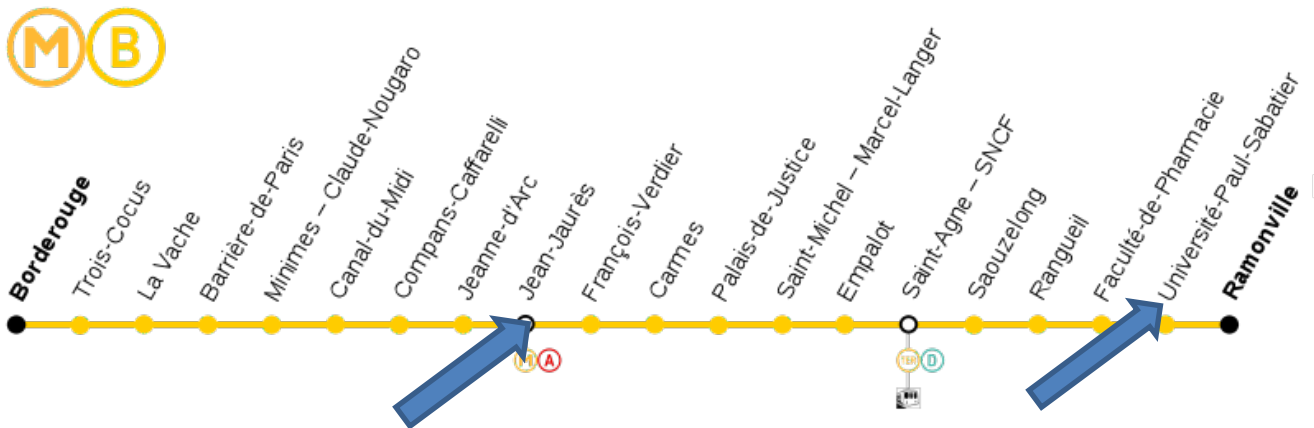 M B
Borderouge
Trois-Cocus
La Vache
Barrière-de-Paris
Minimes – Claude-Nougaro
Canal-du-Midi
Compans-Caffarelli
Jeanne-d'Arc
Jean-Jaurès
François-Verdier
Carmes
Palais-de-Justice
Saint-Michel – Marcel-Langer
Empalot
Saint-Agne – SNCF
Saouzelong
Rangueil
Faculté-de-Pharmacie
Université-Paul-Sabatier
Ramonville
M A
TER D